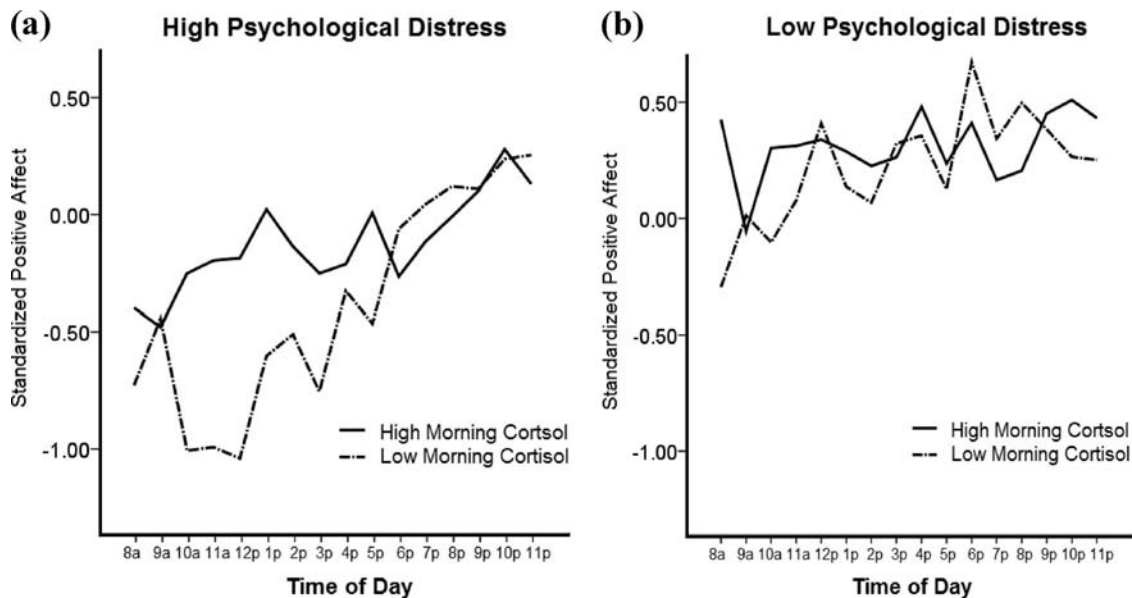 (a)
High Psychological Distress
Standardized Positive Affect
0.50
0.00
-0.50
-1.00
High Morning Cortsol
Low Morning Cortisol
8a 9a 10a 11a 12p 1p 2p 3p 4p 5p 6p 7p 8p 9p 10p 11p
Time of Day
(b)
Low Psychological Distress
Standardized Positive Affect
0.50
0.00
-0.50
-1.00
High Morning Cortsol
Low Morning Cortisol
8a 9a 10a 11a 12p 1p 2p 3p 4p 5p 6p 7p 8p 9p 10p 11p
Time of Day